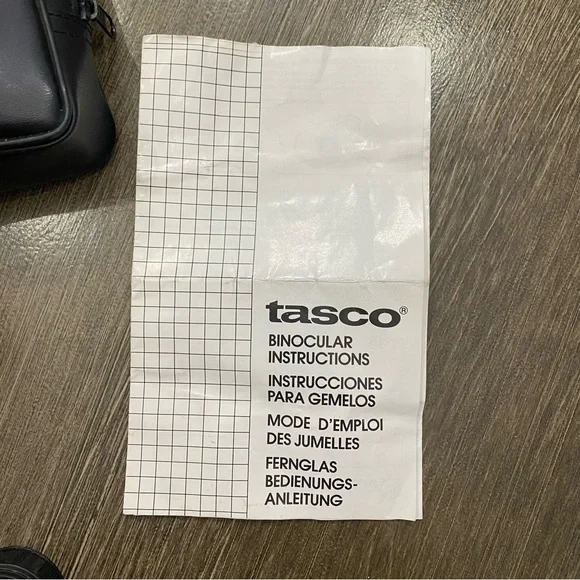 tasco®
BINOCULAR
INSTRUCTIONS
INSTRUCCIONES
PARA GEMELOS
MODE D'EMPLOI
DES JUMELLES
FERNGLAS
BEDIENUNGS-
ANLEITUNG